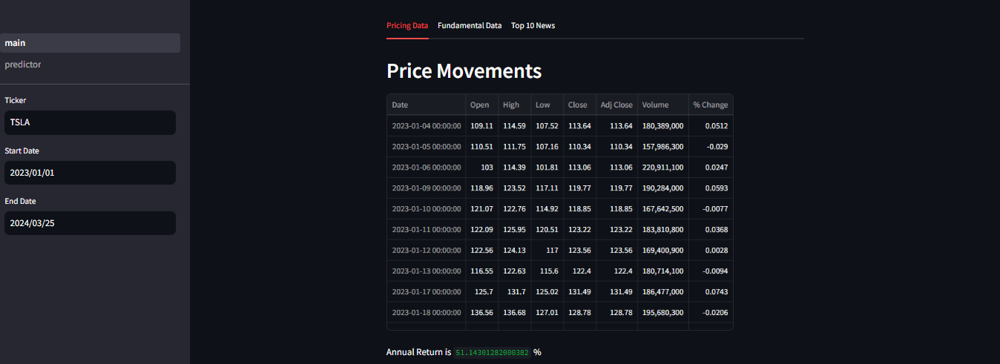 main
predictor
Ticker
TSLA
Start Date
2023/01/01
End Date
2024/03/25
Pricing Data Fundamental Data Top 10 News
Price Movements
Date Open High Low Close Adj Close Volume % Change
2023-01-04 00:00:00 109.11 114.59 107.52 113.64 113.64 180,389,000 0.0512
2023-01-05 00:00:00 110.51 111.75 107.16 110.34 110.34 157,986,300 -0.029
2023-01-06 00:00:00 103 114.39 101.81 113.06 113.06 220,911,100 0.0247
2023-01-09 00:00:00 118.96 123.52 117.11 119.77 119.77 190,284,000 0.0593
2023-01-10 00:00:00 121.07 122.76 114.92 118.85 118.85 167,642,500 -0.0077
2023-01-11 00:00:00 122.09 125.95 120.51 123.22 123.22 183,810,800 0.0368
2023-01-12 00:00:00 122.56 124.13 117 123.56 123.56 169,400,900 0.0028
2023-01-13 00:00:00 116.55 122.63 115.6 122.4 122.4 180,714,100 -0.0094
2023-01-17 00:00:00 125.7 131.7 125.02 131.49 131.49 186,477,000 0.0743
2023-01-18 00:00:00 136.56 136.68 127.01 128.78 128.78 195,680,300 -0.0206
Annual Return is 51.14301282000382 %